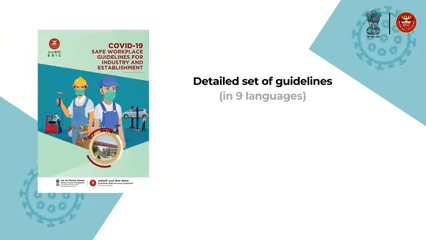 ESIC
COVID-19
SAFE WORKPLACE
GUIDELINES FOR
INDUSTRY AND
ESTABLISHMENT
Detailed set of guidelines
(in 9 languages)